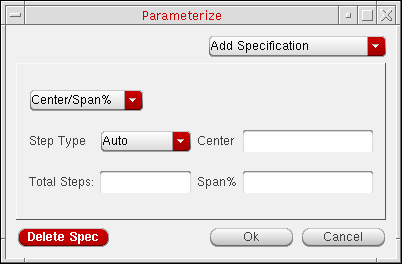 Parameterize
Add Specification
Center/Span%
Step Type Auto Center
Total Steps: Span%
Delete Spec Ok Cancel